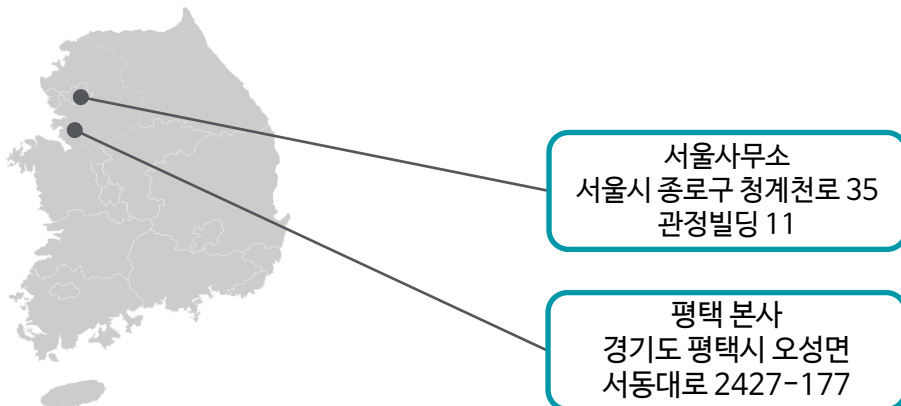 서울사무소
서울시 종로구 청계천로 35
관정빌딩 11
평택 본사
경기도 평택시 오성면
서동대로 2427-177